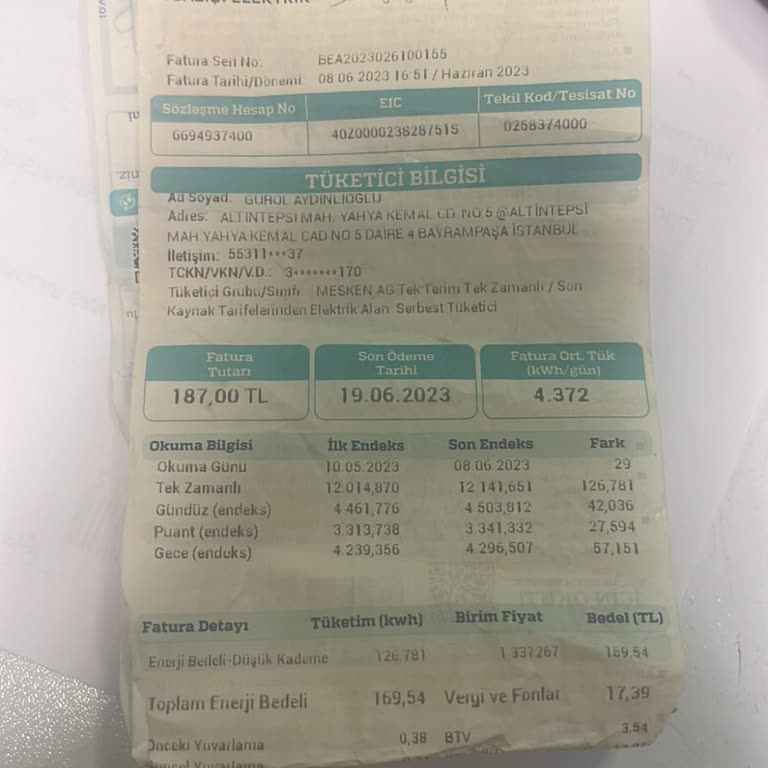 ELEKTRİK
Fatura Seri No: BEA2023026100155
Fatura Tarihi/Dönemi: 08 06 2023 16:51 / Haziran 2023
Sözleşme Hesap No EIC Tekil Kod/Tesisat No
6694937400 40Z000023828751S 0258374000
TÜKETİCİ BİLGİSİ
Ad Soyad: GÜROL AYDINLIOĞLU
Adres: ALTINTEPSİ MAH. YAHYA KEMAL CD. NO 5 @ALTİNTEPSİ
MAH YAHYA KEMAL CAD NO 5 DAİRE 4 BAYRAMPAŞA İSTANBUL
İletişim: 55311***37
TCKN/VKN/V.D.: 3*******170
Tüketici Grubu/Sınıfı: MESKEN AG Tek Terim Tek Zamanlı / Son
Kaynak Tarifelerinden Elektrik Alan Serbest Tüketici
Fatura Tutarı Son Ödeme Tarihi Fatura Ort. Tük (kWh/gün)
187,00 TL 19.06.2023 4.372
Okuma Bilgisi İlk Endeks Son Endeks Fark
Okuma Günü 10.05.2023 08.06 2023 29
Tek Zamanlı 12.014,870 12.141,651 126,781
Gündüz (endeks) 4 461,776 4 503,812 42,036
Puant (endeks) 3.313,738 3.341,332 27,594
Gece (endeks) 4.239,356 4.296,507 57,151
Fatura Detayı Tüketim (kwh) Birim Fiyat Bedel (TL)
Enerji Bedeli-Düşük Kademe 126,781 1 337267 169,54
Toplam Enerji Bedeli 169,54 Vergi ve Fonlar 17,39
Önceki Yuvarlama 0,38 BTV 3,54